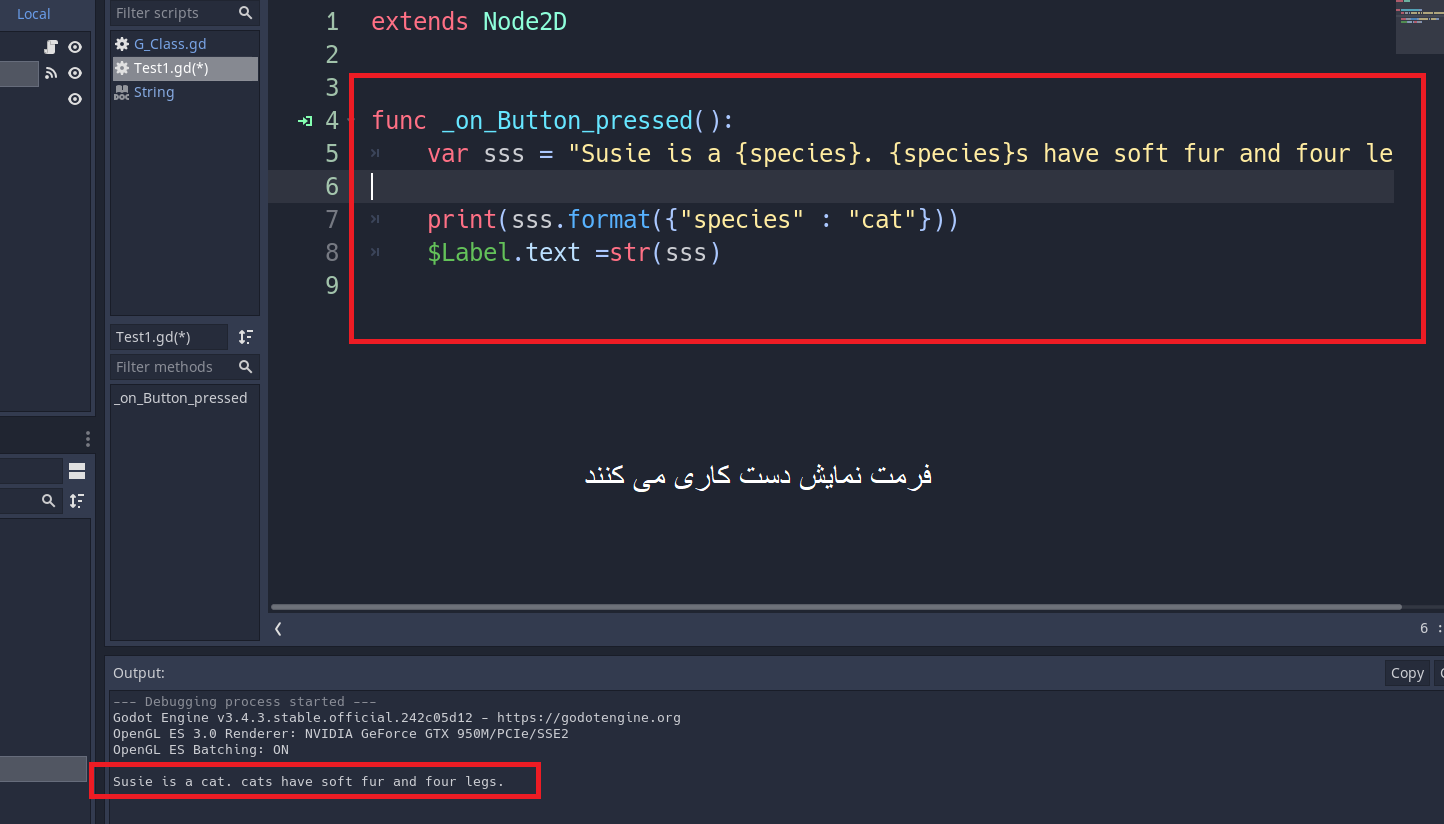 Local
Filter scripts
G_Class.gd
Test1.gd(*)
String
Test1.gd(*)
Filter methods
_on_Button_pressed
1 extends Node2D
2
3
4 func _on_Button_pressed():
5 var sss = "Susie is a {species}. {species}s have soft fur and four le
6
7 print(sss.format({"species" : "cat"}))
8 $Label.text =str(sss)
9
فرمت نمایش دست کاری می کنند
6 :
Output:
Copy
--- Debugging process started ---
Godot Engine v3.4.3.stable.official.242c05d12 - https://godotengine.org
OpenGL ES 3.0 Renderer: NVIDIA GeForce GTX 950M/PCIe/SSE2
OpenGL ES Batching: ON
Susie is a cat. cats have soft fur and four legs.